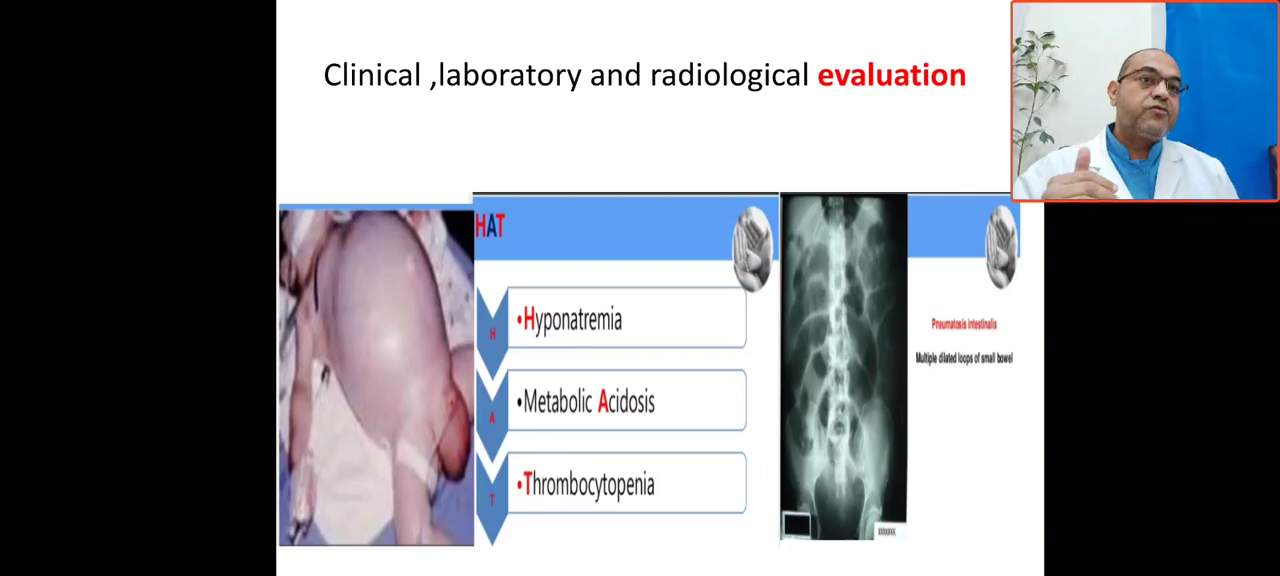 Clinical ,laboratory and radiological evaluation
HAT
H
•Hyponatremia
A
•Metabolic Acidosis
T
•Thrombocytopenia
Pneumatosis intestinalis
Multiple dilated loops of small bowel